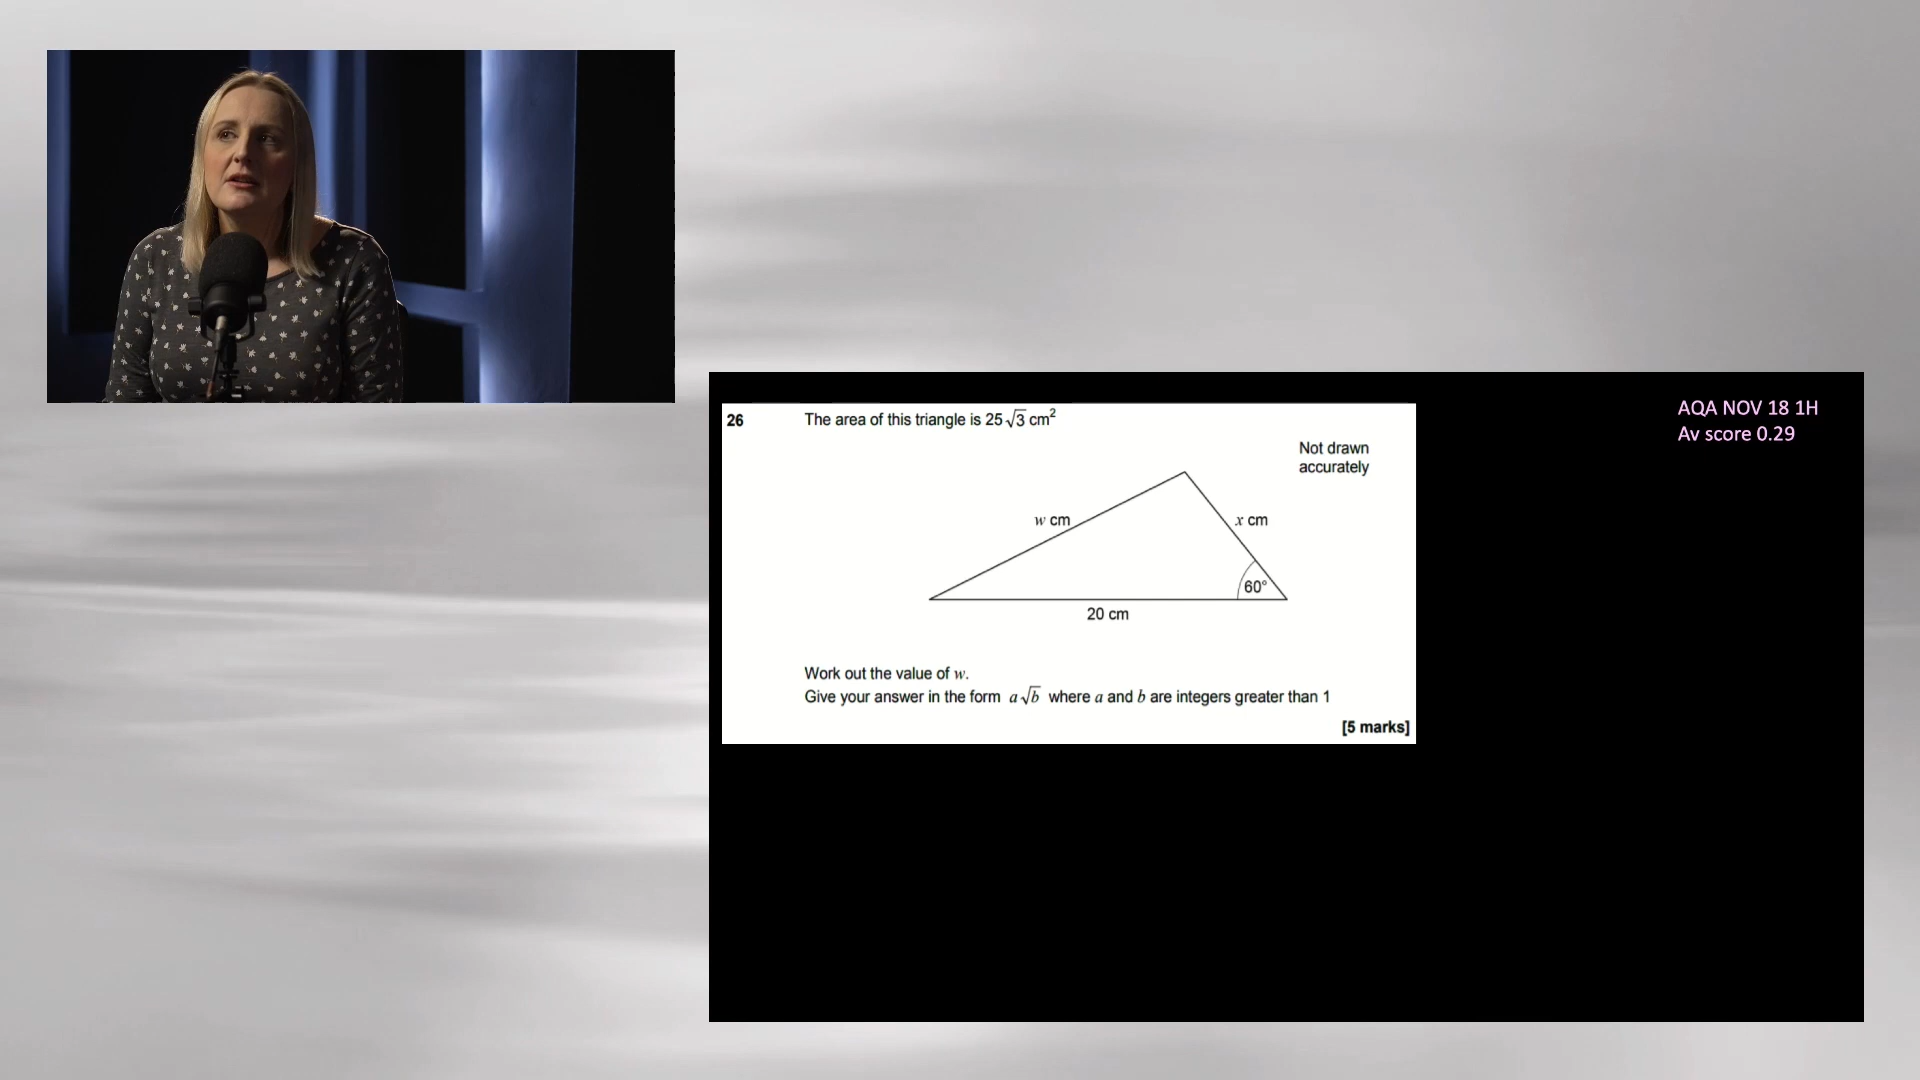 AQA NOV 18 1H
Av score 0.29
26 The area of this triangle is 25√3 cm²
Not drawn
accurately
w cm
x cm
60°
20 cm
Work out the value of w.
Give your answer in the form a√b where a and b are integers greater than 1
[5 marks]